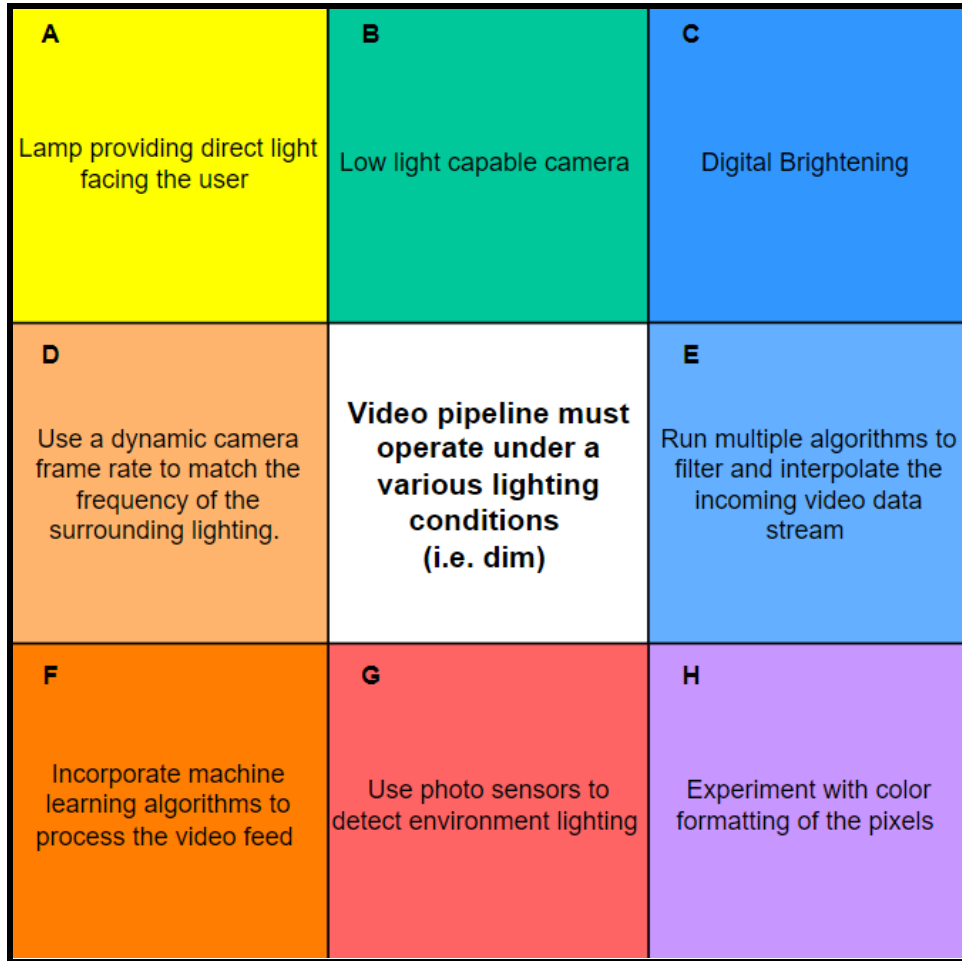 A
Lamp providing direct light
facing the user
B
Low light capable camera
C
Digital Brightening
D
Use a dynamic camera
frame rate to match the
frequency of the
surrounding lighting.
Video pipeline must
operate under a
various lighting
conditions
(i.e. dim)
E
Run multiple algorithms to
filter and interpolate the
incoming video data
stream
F
Incorporate machine
learning algorithms to
process the video feed
G
Use photo sensors to
detect environment lighting
H
Experiment with color
formatting of the pixels